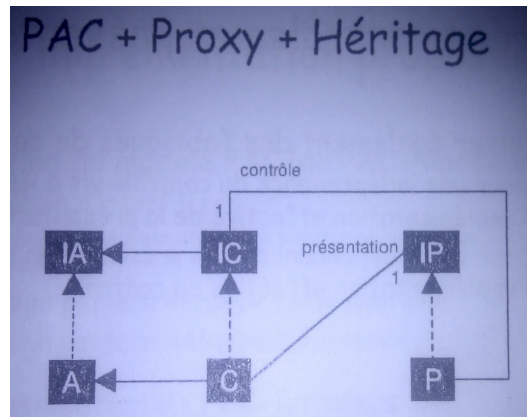 PAC + Proxy + Héritage
contrôle
1
IA
IC
présentation
IP
1
A
C
P